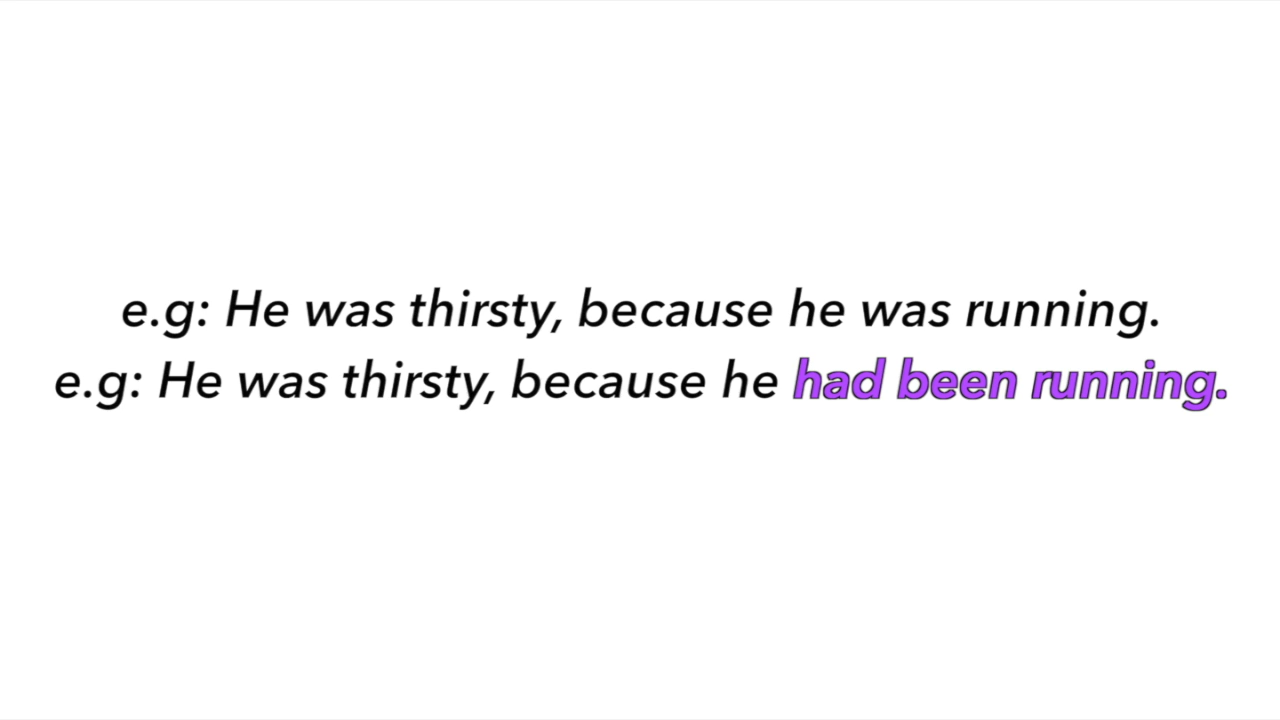 e.g: He was thirsty, because he was running.
e.g: He was thirsty, because he had been running.